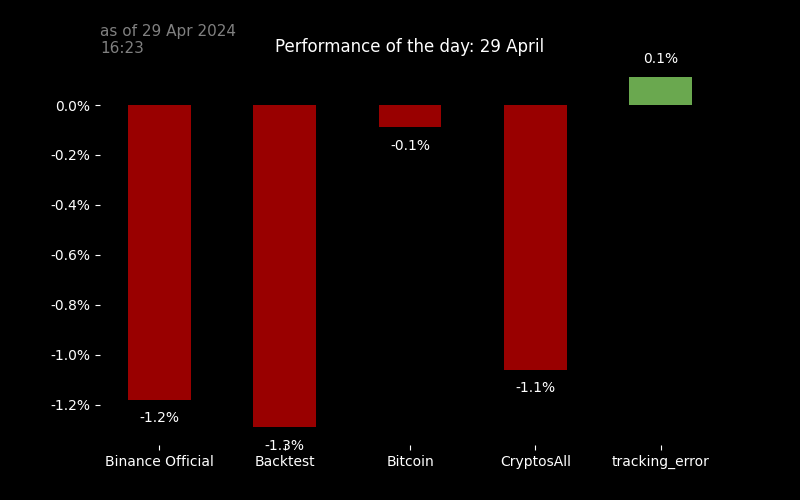 as of 29 Apr 2024
16:23
Performance of the day: 29 April
0.1%
0.0%
-0.2%
-0.4%
-0.6%
-0.8%
-1.0%
-1.2%
-0.1%
-1.1%
-1.2%
-1.3%
Binance Official
Backtest
Bitcoin
CryptosAll
tracking_error